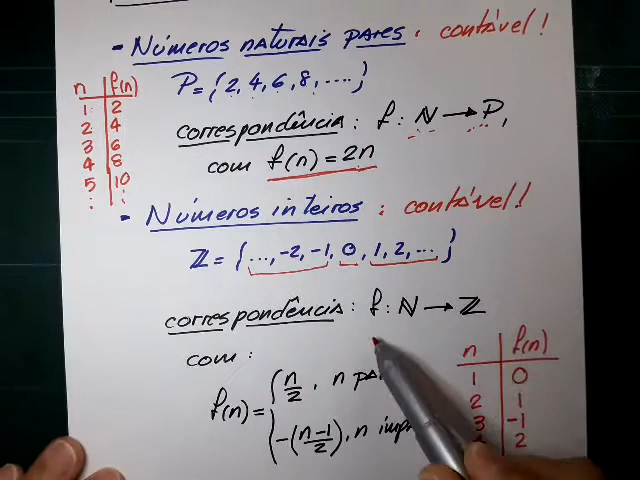 - Números naturais pares : contável!
P = {2, 4, 6, 8, ....}
n | f(n)
1 | 2
2 | 4
3 | 6
4 | 8
5 | 10
: | :
correspondência : f : ℕ → P,
com f(n) = 2n
- Números inteiros : contável!
ℤ = {..., -2, -1, 0, 1, 2, ...}
correspondência : f : ℕ → ℤ
com :
f(n) = { n/2 , n
-(n-1/2), n
n | f(n)
1 | 0
2 | 1
3 | -1
2